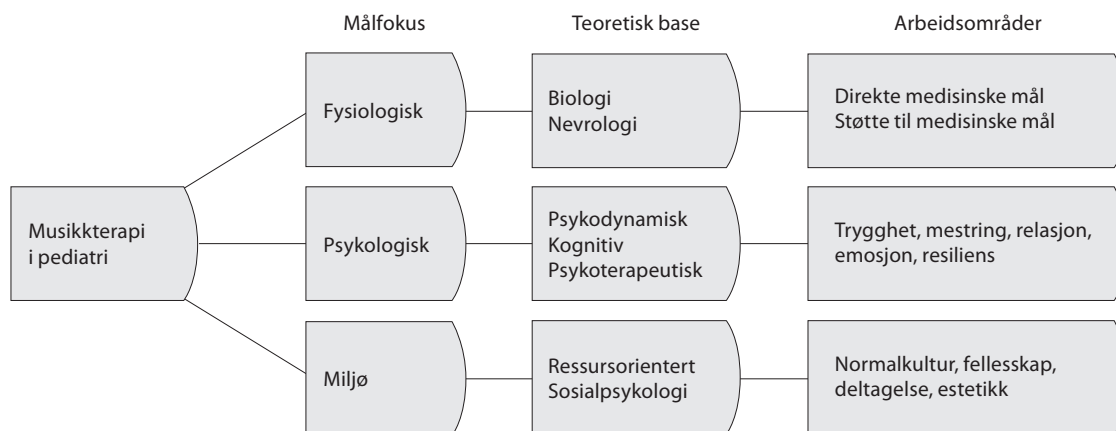 Målfokus
Teoretisk base
Arbeidsområder
Musikkterapi
i pediatri
Fysiologisk
Biologi
Nevrologi
Direkte medisinske mål
Støtte til medisinske mål
Psykologisk
Psykodynamisk
Kognitiv
Psykoterapeutisk
Trygghet, mestring, relasjon,
emosjon, resiliens
Miljø
Ressursorientert
Sosialpsykologi
Normalkultur, fellesskap,
deltagelse, estetikk